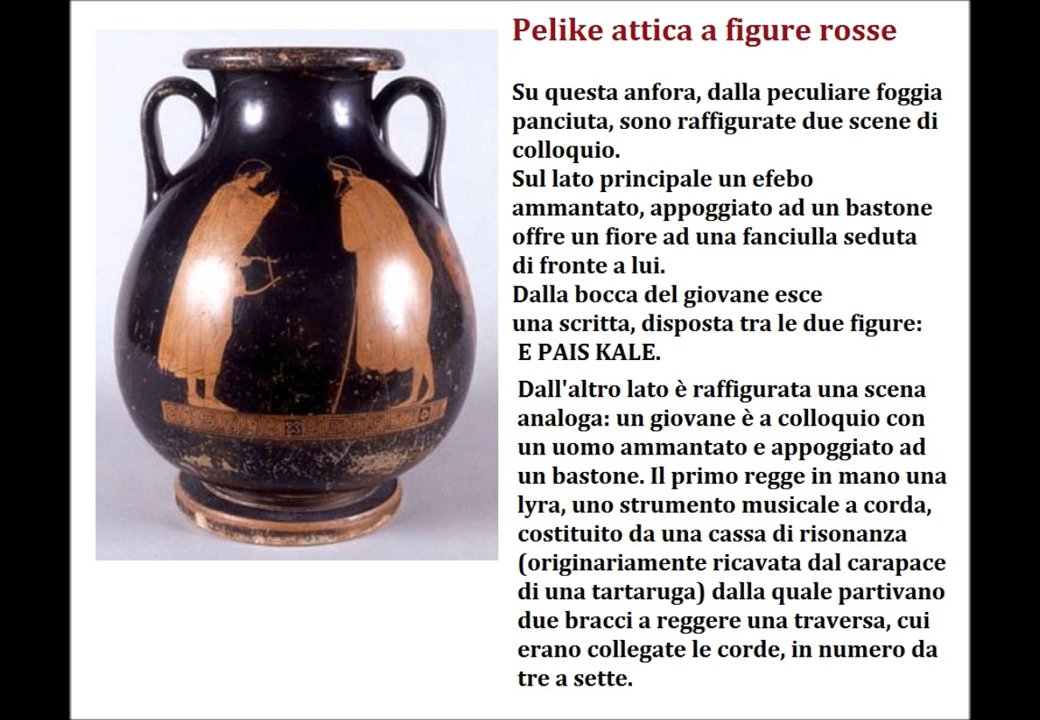 Pelike attica a figure rosse
Su questa anfora, dalla peculiare foggia
panciuta, sono raffigurate due scene di
colloquio.
Sul lato principale un efebo
ammantato, appoggiato ad un bastone
offre un fiore ad una fanciulla seduta
di fronte a lui.
Dalla bocca del giovane esce
una scritta, disposta tra le due figure:
E PAIS KALE.
Dall'altro lato è raffigurata una scena
analoga: un giovane è a colloquio con
un uomo ammantato e appoggiato ad
un bastone. Il primo regge in mano una
lyra, uno strumento musicale a corda,
costituito da una cassa di risonanza
(originariamente ricavata dal carapace
di una tartaruga) dalla quale partivano
due bracci a reggere una traversa, cui
erano collegate le corde, in numero da
tre a sette.